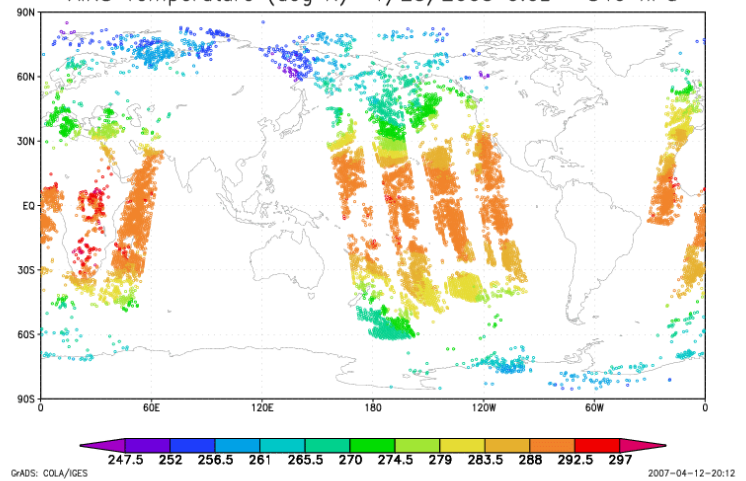 90N
60N
30N
EQ
30S
60S
90S
0 60E 120E 180 120W 60W 0
247.5 252 256.5 261 265.5 270 274.5 279 283.5 288 292.5 297
GrADS: COLA/IGES 2007-04-12-20:12